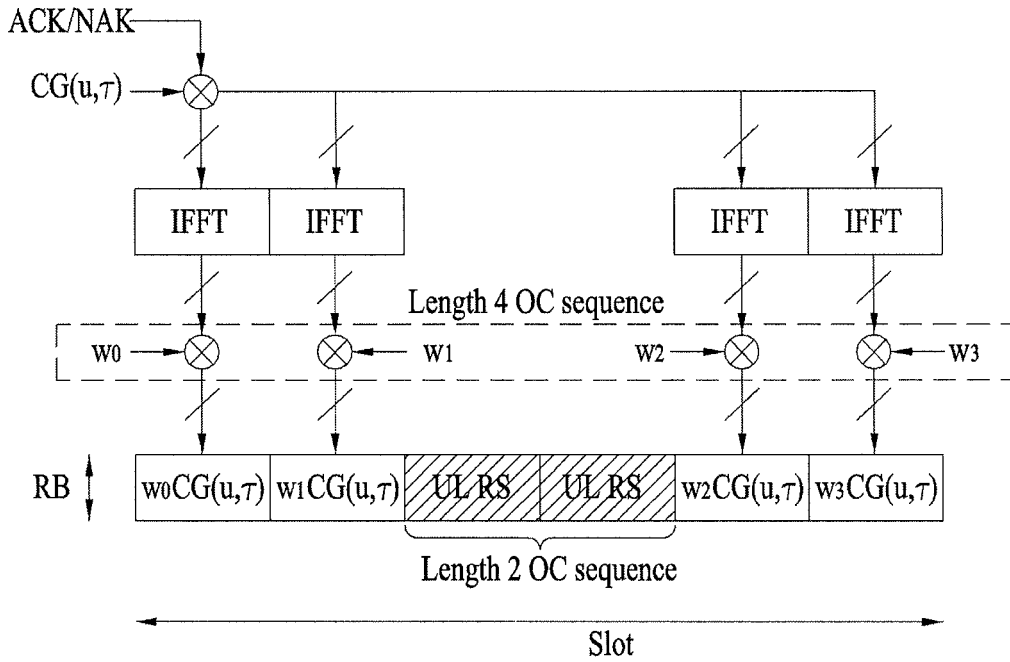 ACK/NAK
CG(u,τ)
IFFT IFFT IFFT IFFT
Length 4 OC sequence
W0 W1 W2 W3
RB w0CG(u,τ) w1CG(u,τ) UL RS UL RS w2CG(u,τ) w3CG(u,τ)
Length 2 OC sequence
Slot